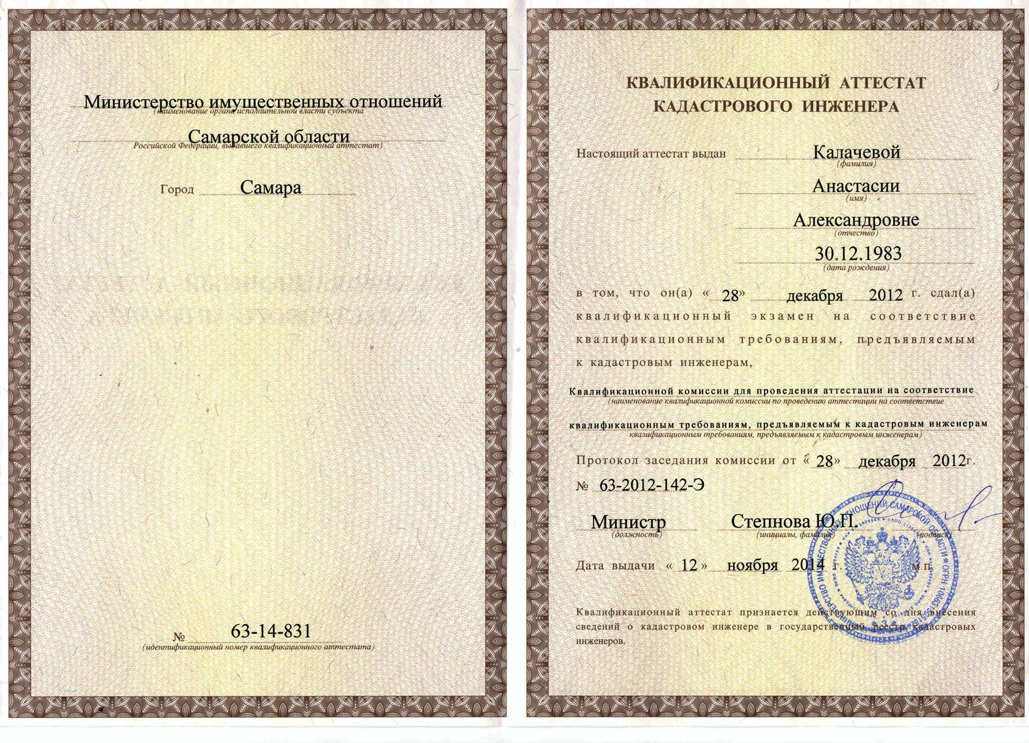 Министерство имущественных отношений
(наименование органа исполнительной власти субъекта
Самарской области
Российской Федерации, выдавшего квалификационный аттестат)
Город Самара
№ 63-14-831
(идентификационный номер квалификационного аттестата)
КВАЛИФИКАЦИОННЫЙ АТТЕСТАТ
КАДАСТРОВОГО ИНЖЕНЕРА
Настоящий аттестат выдан Калачевой
(фамилия)
Анастасии
(имя)
Александровне
(отчество)
30.12.1983
(дата рождения)
в том, что он(а) « 28» декабря 2012 г. сдал(а)
квалификационный экзамен на соответствие
квалификационным требованиям, предъявляемым
к кадастровым инженерам,
Квалификационной комиссии для проведения аттестации на соответствие
(наименование квалификационной комиссии по проведению аттестации на соответствие
квалификационным требованиям, предъявляемым к кадастровым инженерам
квалификационным требованиям, предъявляемым к кадастровым инженерам)
Протокол заседания комиссии от « 28» декабря 2012г.
№ 63-2012-142-Э
Министр Степнова Ю.П.
(должность) (инициалы, фамилия) (подпись)
Дата выдачи « 12 » ноября 2014 г. м.п.
Квалификационный аттестат признается действующим со дня внесения
сведений о кадастровом инженере в государственный реестр кадастровых
инженеров.